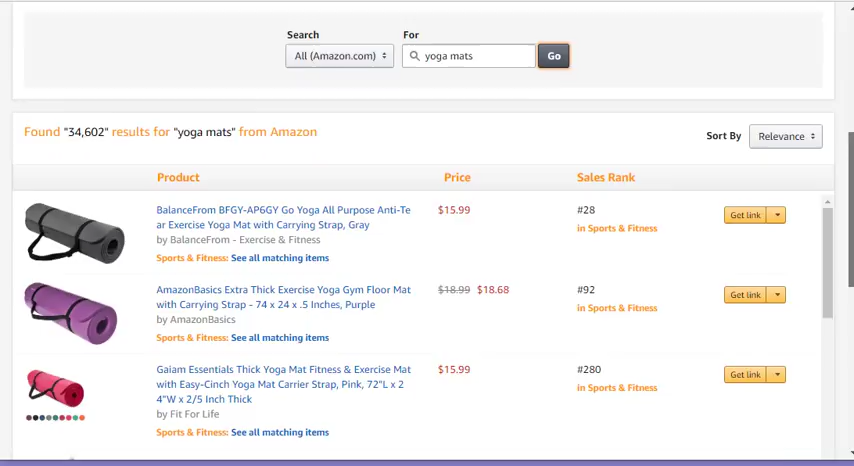 Search For
All (Amazon.com) yoga mats Go
Found "34,602" results for "yoga mats" from Amazon
Sort By Relevance
Product Price Sales Rank
BalanceFrom BFGY-AP6GY Go Yoga All Purpose Anti-Te
ar Exercise Yoga Mat with Carrying Strap, Gray
by BalanceFrom - Exercise & Fitness
Sports & Fitness: See all matching items
$15.99
#28
in Sports & Fitness
Get link
AmazonBasics Extra Thick Exercise Yoga Gym Floor Mat
with Carrying Strap - 74 x 24 x .5 Inches, Purple
by AmazonBasics
Sports & Fitness: See all matching items
$18.99 $18.68
#92
in Sports & Fitness
Get link
Gaiam Essentials Thick Yoga Mat Fitness & Exercise Mat
with Easy-Cinch Yoga Mat Carrier Strap, Pink, 72"L x 2
4"W x 2/5 Inch Thick
by Fit For Life
Sports & Fitness: See all matching items
$15.99
#280
in Sports & Fitness
Get link